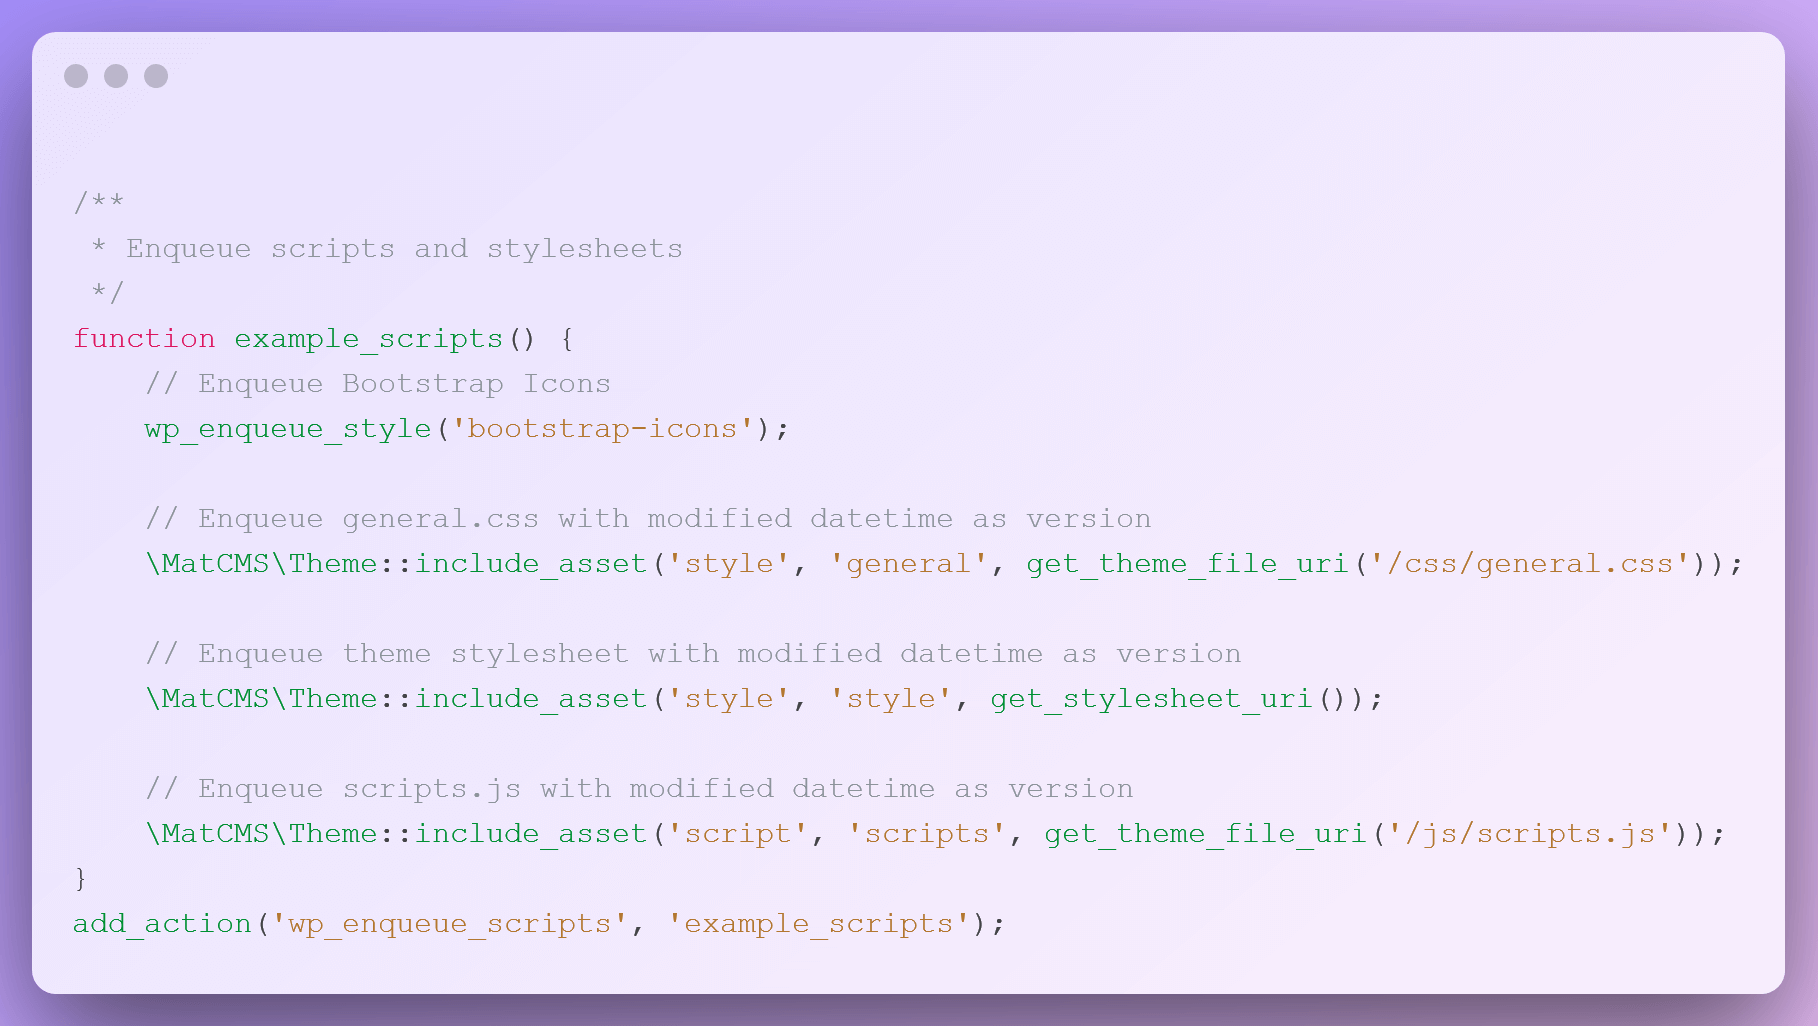 /**
 * Enqueue scripts and stylesheets
 */
function example_scripts() {
    // Enqueue Bootstrap Icons
    wp_enqueue_style('bootstrap-icons');

    // Enqueue general.css with modified datetime as version
    \MatCMS\Theme::include_asset('style', 'general', get_theme_file_uri('/css/general.css'));

    // Enqueue theme stylesheet with modified datetime as version
    \MatCMS\Theme::include_asset('style', 'style', get_stylesheet_uri());

    // Enqueue scripts.js with modified datetime as version
    \MatCMS\Theme::include_asset('script', 'scripts', get_theme_file_uri('/js/scripts.js'));
}
add_action('wp_enqueue_scripts', 'example_scripts');